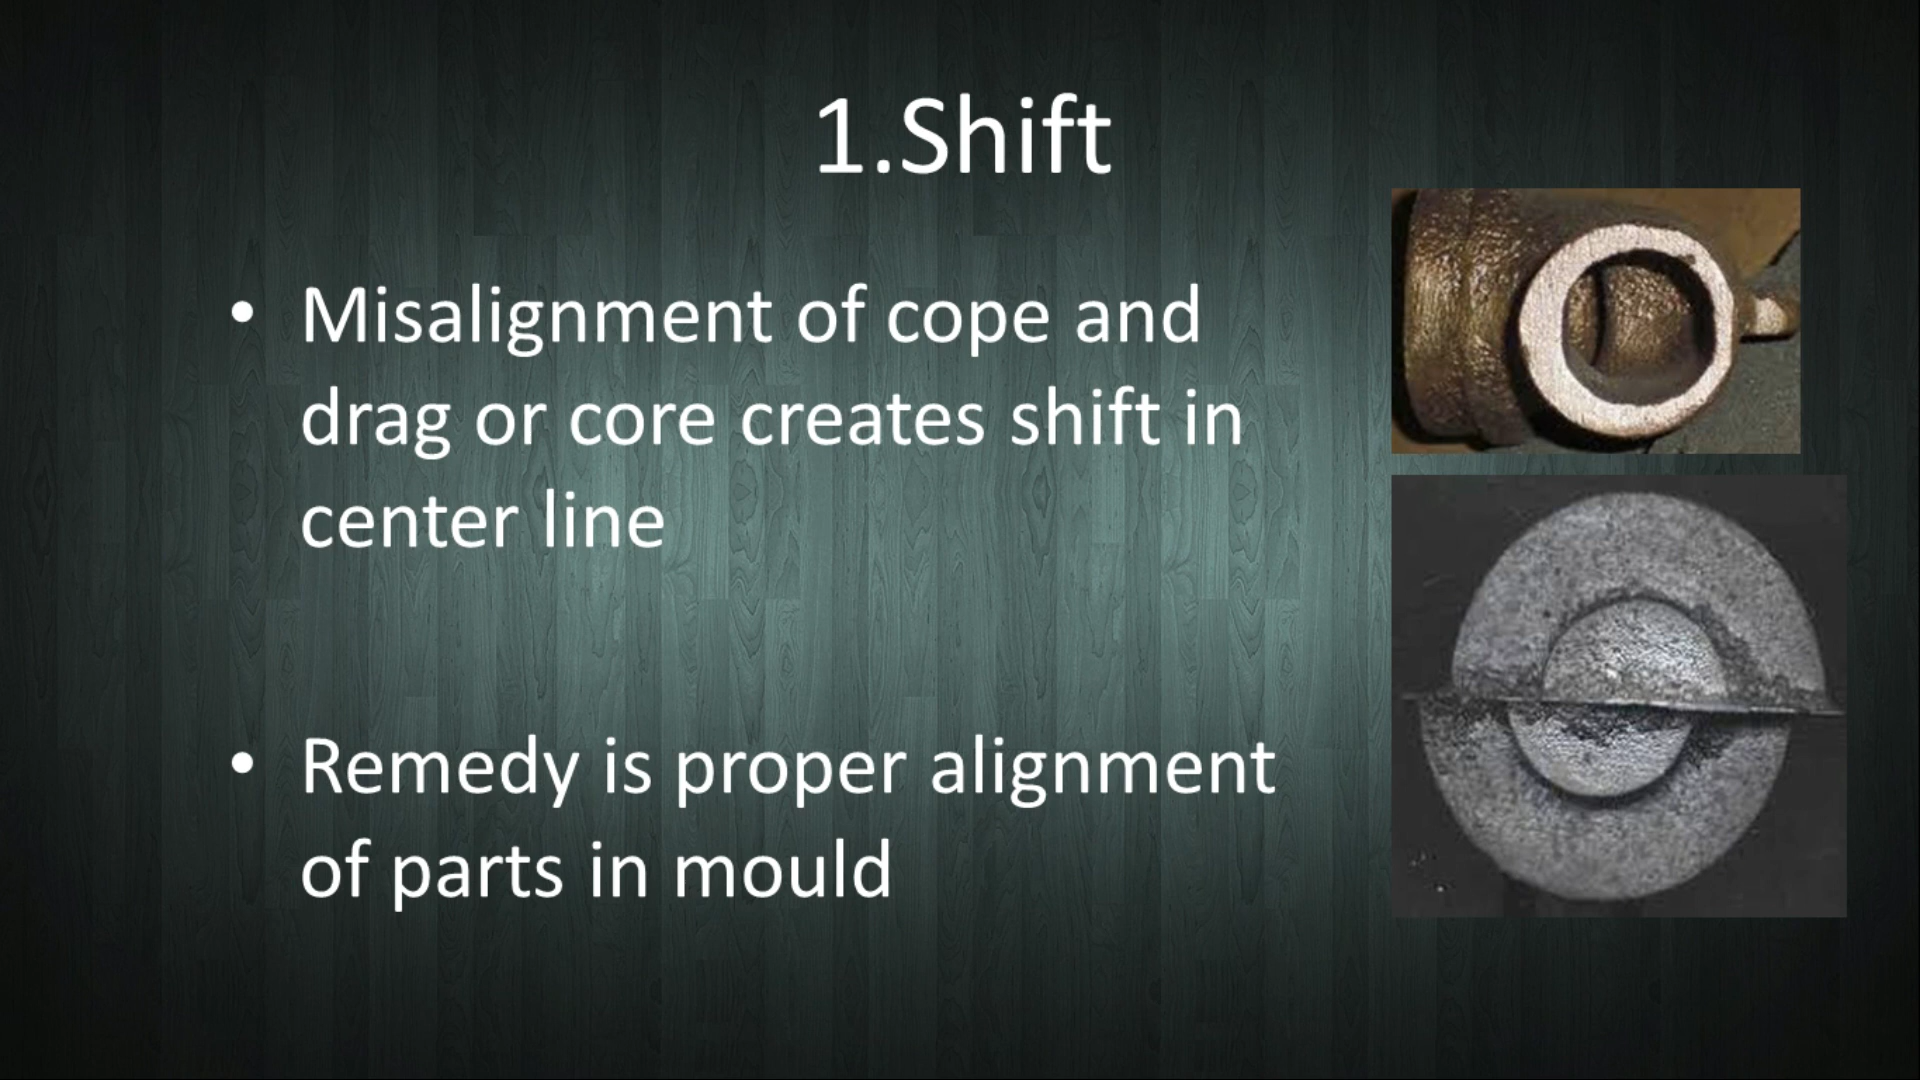 1.Shift
• Misalignment of cope and
drag or core creates shift in
center line
• Remedy is proper alignment
of parts in mould